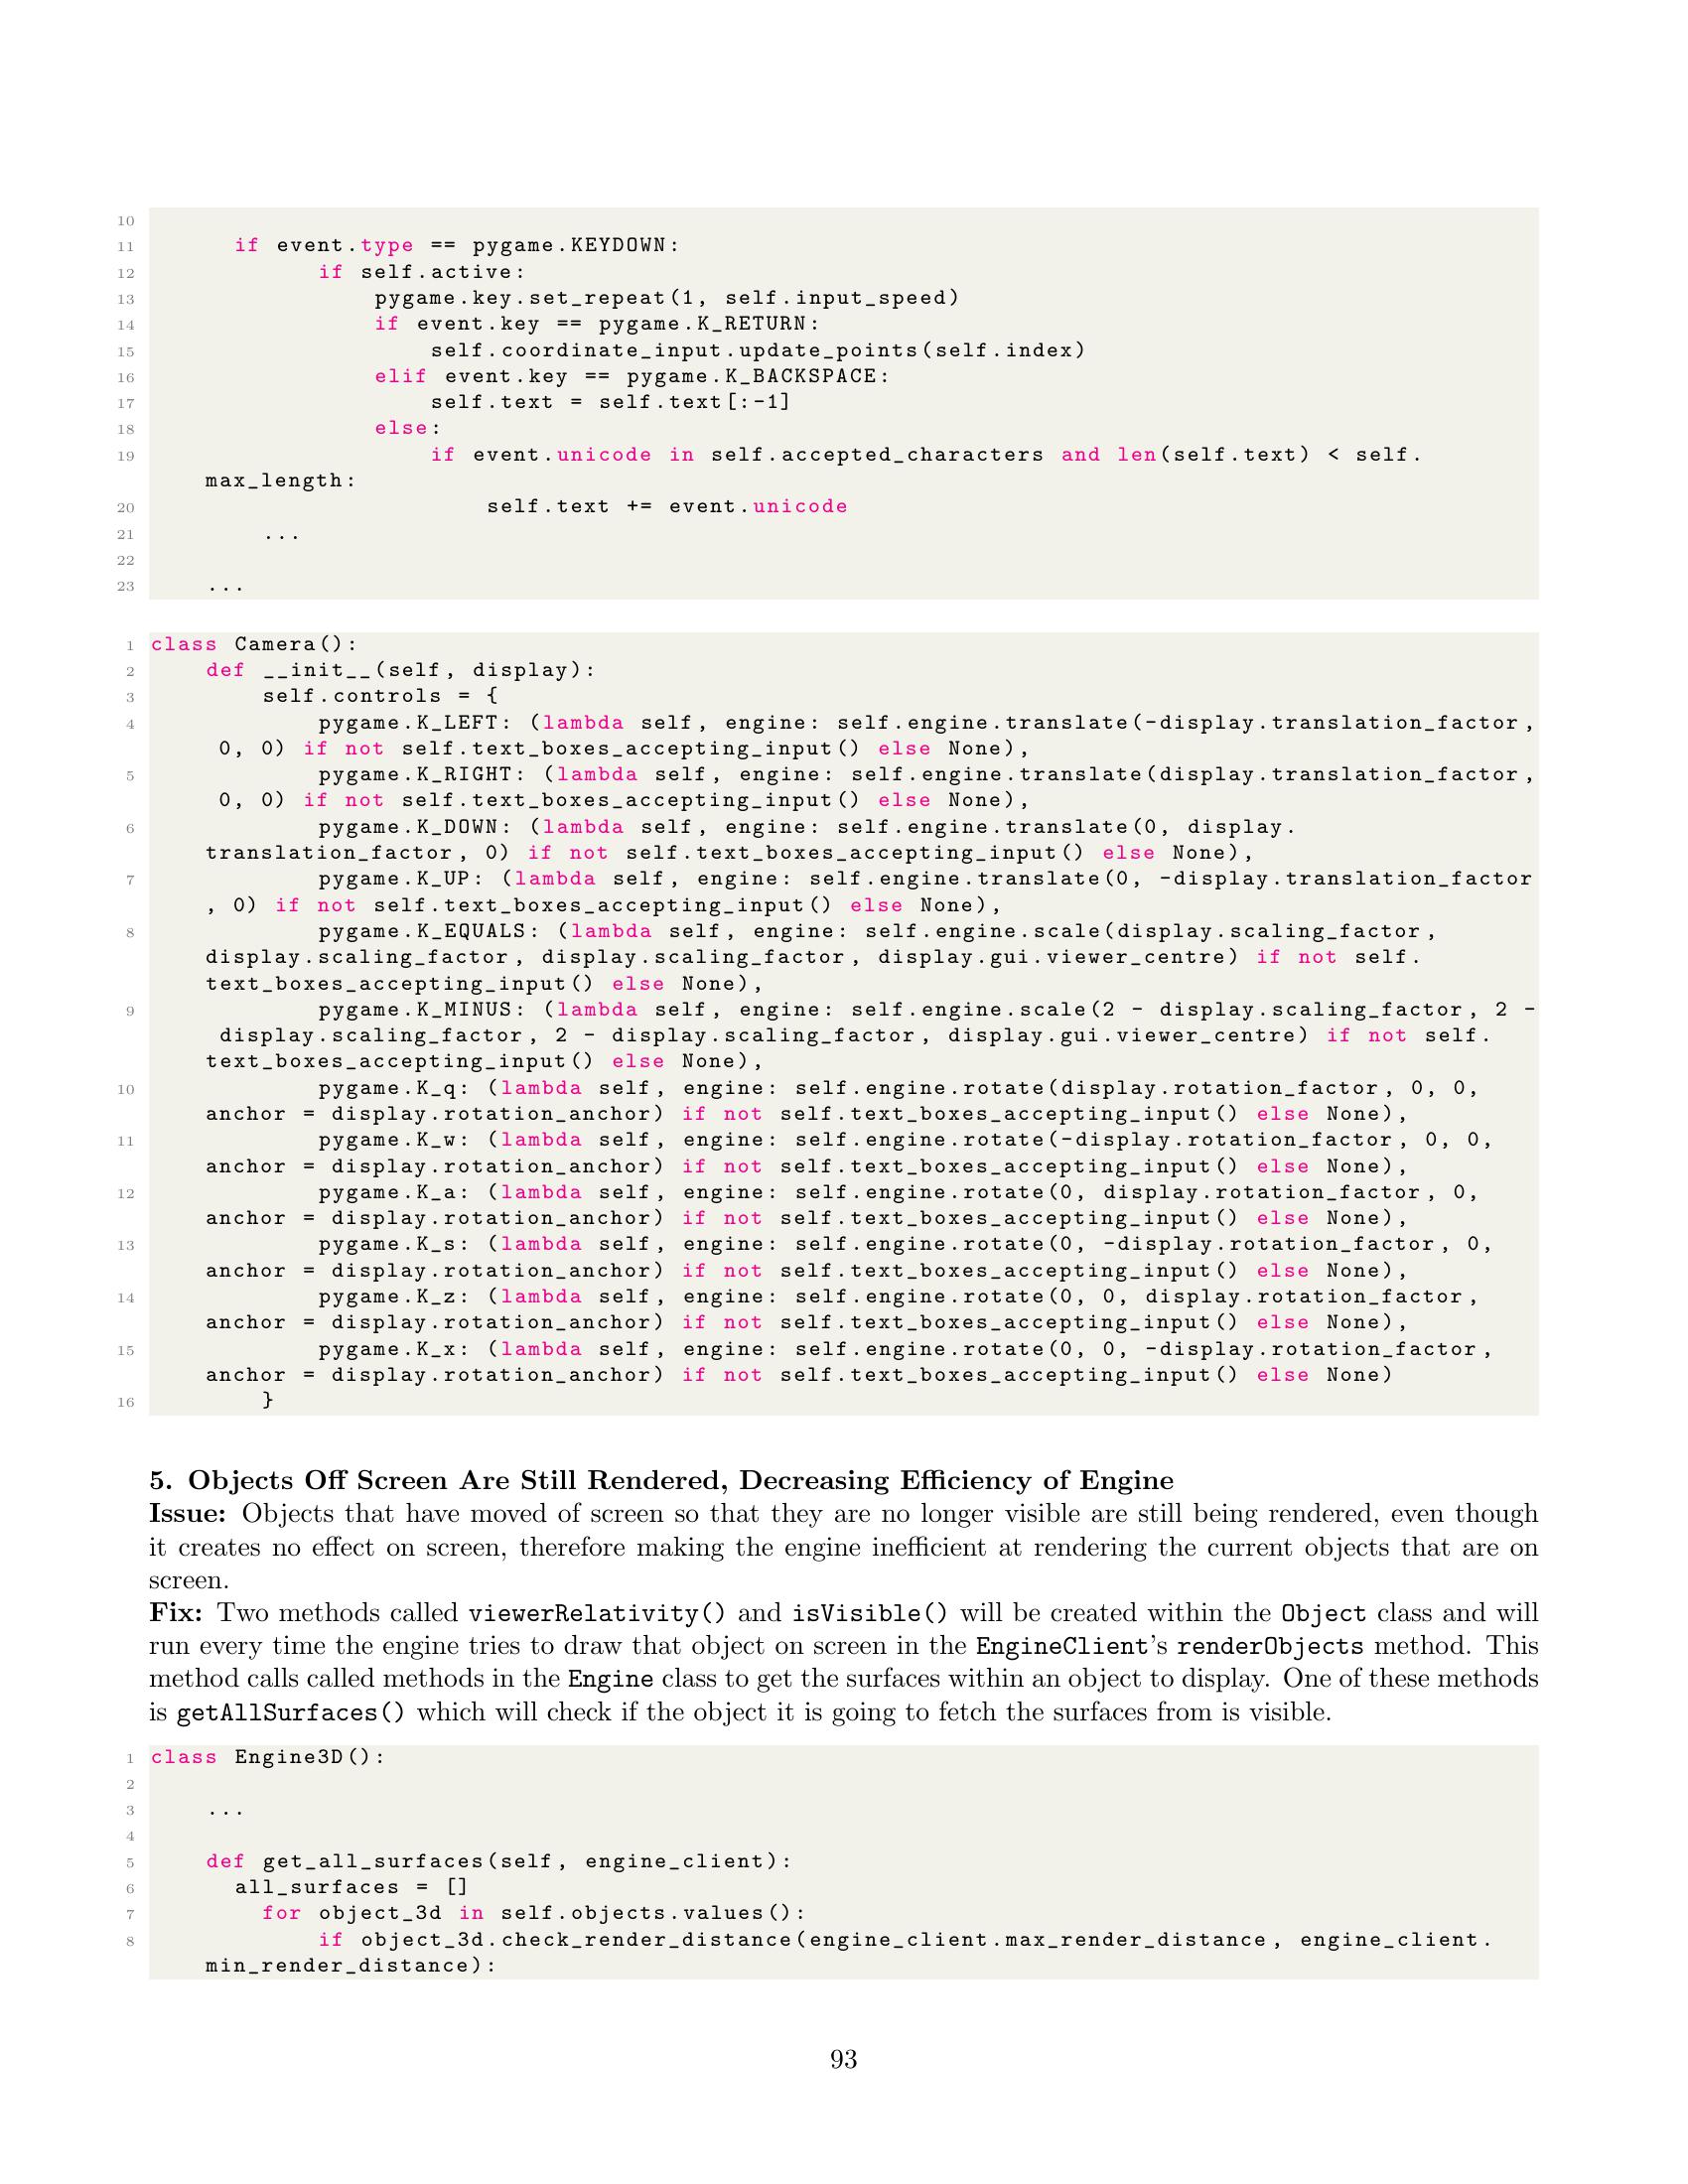 10
11 if event.type == pygame.KEYDOWN:
12 if self.active:
13 pygame.key.set_repeat(1, self.input_speed)
14 if event.key == pygame.K_RETURN:
15 self.coordinate_input.update_points(self.index)
16 elif event.key == pygame.K_BACKSPACE:
17 self.text = self.text[:-1]
18 else:
19 if event.unicode in self.accepted_characters and len(self.text) < self.
max_length:
20 self.text += event.unicode
21 ...
22
23 ...
1 class Camera():
2 def __init__(self, display):
3 self.controls = {
4 pygame.K_LEFT: (lambda self, engine: self.engine.translate(-display.translation_factor,
0, 0) if not self.text_boxes_accepting_input() else None),
5 pygame.K_RIGHT: (lambda self, engine: self.engine.translate(display.translation_factor,
0, 0) if not self.text_boxes_accepting_input() else None),
6 pygame.K_DOWN: (lambda self, engine: self.engine.translate(0, display.
translation_factor, 0) if not self.text_boxes_accepting_input() else None),
7 pygame.K_UP: (lambda self, engine: self.engine.translate(0, -display.translation_factor
, 0) if not self.text_boxes_accepting_input() else None),
8 pygame.K_EQUALS: (lambda self, engine: self.engine.scale(display.scaling_factor,
display.scaling_factor, display.scaling_factor, display.gui.viewer_centre) if not self.
text_boxes_accepting_input() else None),
9 pygame.K_MINUS: (lambda self, engine: self.engine.scale(2 - display.scaling_factor, 2 -
display.scaling_factor, 2 - display.scaling_factor, display.gui.viewer_centre) if not self.
text_boxes_accepting_input() else None),
10 pygame.K_q: (lambda self, engine: self.engine.rotate(display.rotation_factor, 0, 0,
anchor = display.rotation_anchor) if not self.text_boxes_accepting_input() else None),
11 pygame.K_w: (lambda self, engine: self.engine.rotate(-display.rotation_factor, 0, 0,
anchor = display.rotation_anchor) if not self.text_boxes_accepting_input() else None),
12 pygame.K_a: (lambda self, engine: self.engine.rotate(0, display.rotation_factor, 0,
anchor = display.rotation_anchor) if not self.text_boxes_accepting_input() else None),
13 pygame.K_s: (lambda self, engine: self.engine.rotate(0, -display.rotation_factor, 0,
anchor = display.rotation_anchor) if not self.text_boxes_accepting_input() else None),
14 pygame.K_z: (lambda self, engine: self.engine.rotate(0, 0, display.rotation_factor,
anchor = display.rotation_anchor) if not self.text_boxes_accepting_input() else None),
15 pygame.K_x: (lambda self, engine: self.engine.rotate(0, 0, -display.rotation_factor,
anchor = display.rotation_anchor) if not self.text_boxes_accepting_input() else None)
16 }
5. Objects Off Screen Are Still Rendered, Decreasing Efficiency of Engine
Issue: Objects that have moved of screen so that they are no longer visible are still being rendered, even though
it creates no effect on screen, therefore making the engine inefficient at rendering the current objects that are on
screen.
Fix: Two methods called viewerRelativity() and isVisible() will be created within the Object class and will
run every time the engine tries to draw that object on screen in the EngineClient's renderObjects method. This
method calls called methods in the Engine class to get the surfaces within an object to display. One of these methods
is getAllSurfaces() which will check if the object it is going to fetch the surfaces from is visible.
1 class Engine3D():
2
3 ...
4
5 def get_all_surfaces(self, engine_client):
6 all_surfaces = []
7 for object_3d in self.objects.values():
8 if object_3d.check_render_distance(engine_client.max_render_distance, engine_client.
min_render_distance):
93